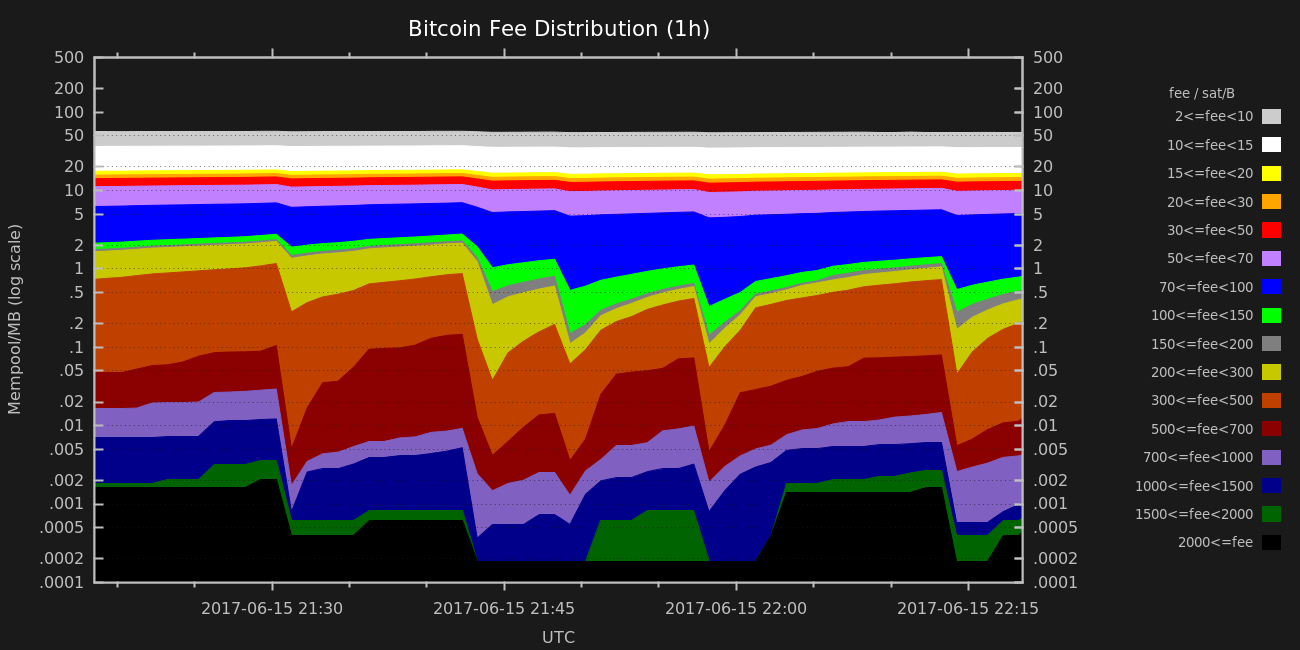 Bitcoin Fee Distribution (1h)
Mempool/MB (log scale)
500
200
100
50
20
10
5
2
1
.5
.2
.1
.05
.02
.01
.005
.002
.001
.0005
.0002
.0001
500
200
100
50
20
10
5
2
1
.5
.2
.1
.05
.02
.01
.005
.002
.001
.0005
.0002
.0001
fee / sat/B
2<=fee<10
10<=fee<15
15<=fee<20
20<=fee<30
30<=fee<50
50<=fee<70
70<=fee<100
100<=fee<150
150<=fee<200
200<=fee<300
300<=fee<500
500<=fee<700
700<=fee<1000
1000<=fee<1500
1500<=fee<2000
2000<=fee
2017-06-15 21:30 2017-06-15 21:45 2017-06-15 22:00 2017-06-15 22:15
UTC